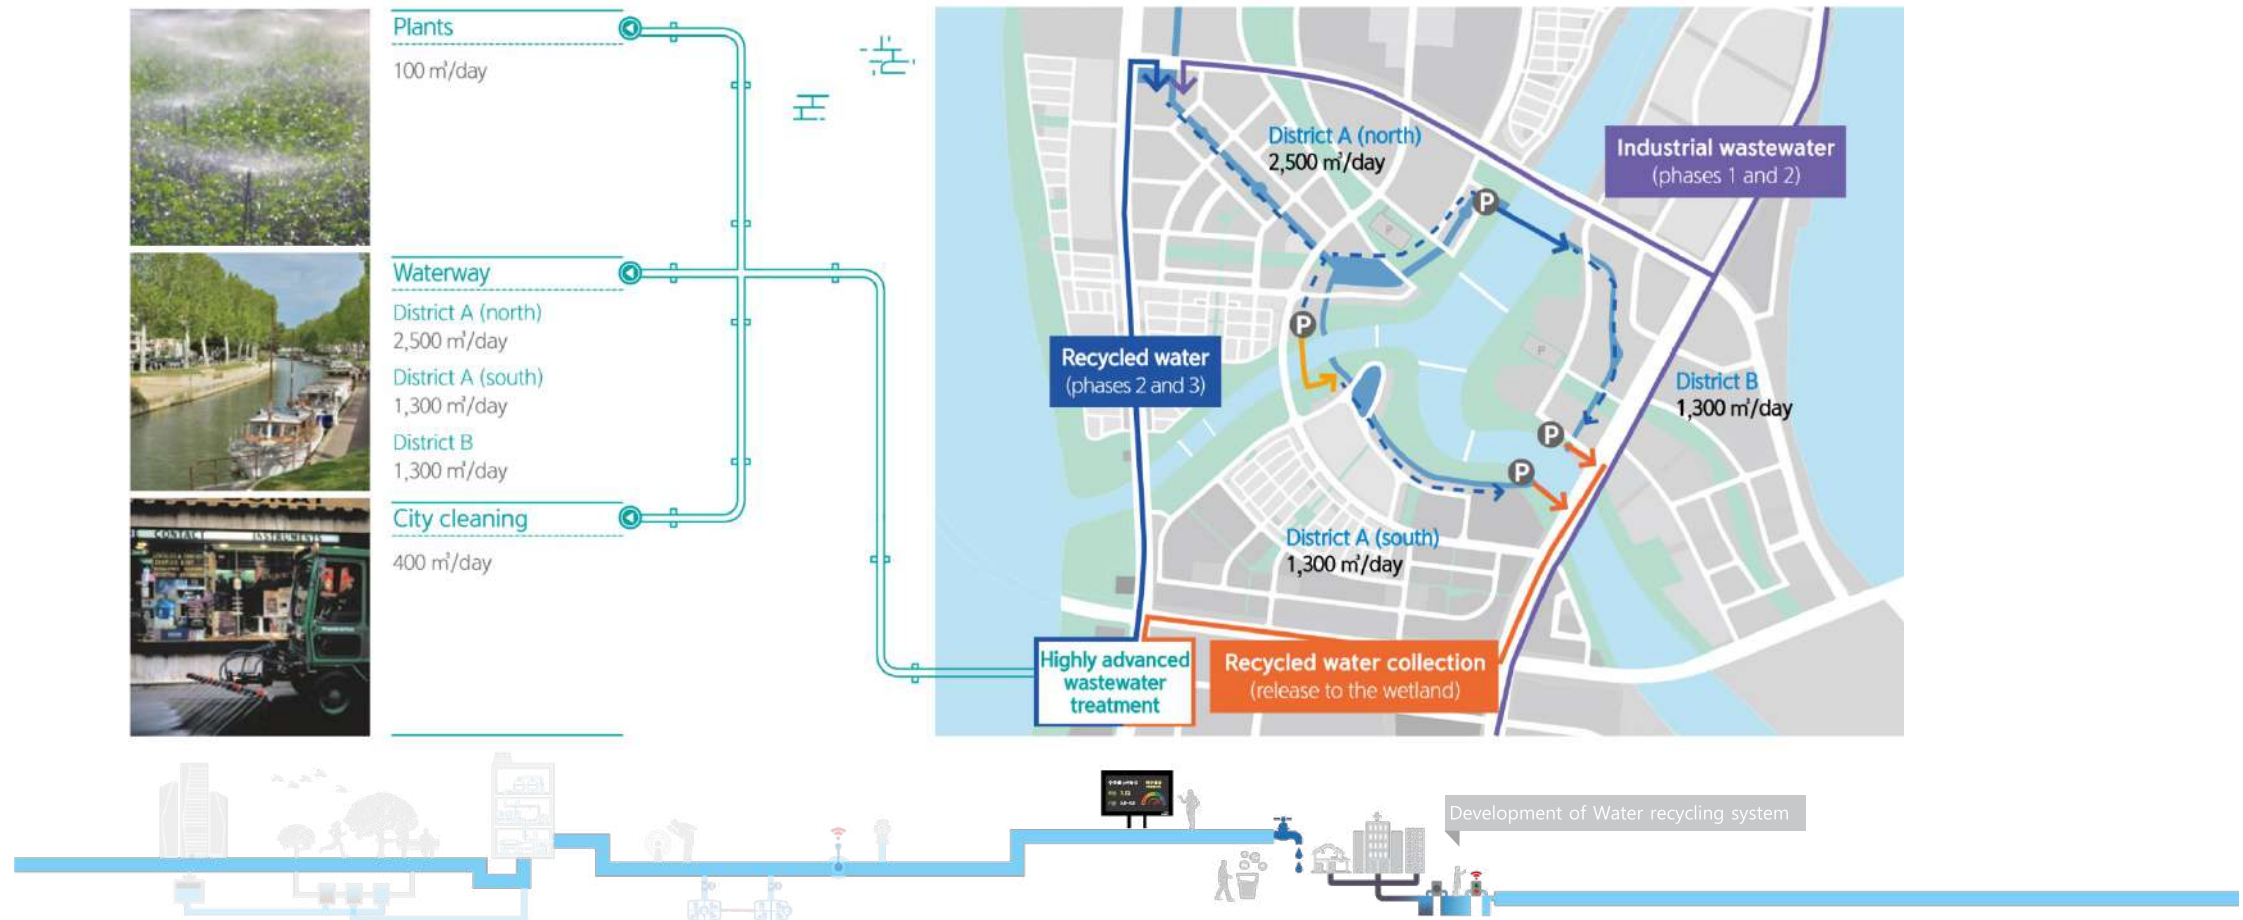 Plants
100 m³/day
Waterway
District A (north)
2,500 m³/day
District A (south)
1,300 m³/day
District B
1,300 m³/day
City cleaning
400 m³/day
CONTACT
INSTRUMENTS
District A (north)
2,500 m³/day
Industrial wastewater
(phases 1 and 2)
P
P
Recycled water
(phases 2 and 3)
District B
1,300 m³/day
P
P
District A (south)
1,300 m³/day
Highly advanced
wastewater
treatment
Recycled water collection
(release to the wetland)
Development of Water recycling system